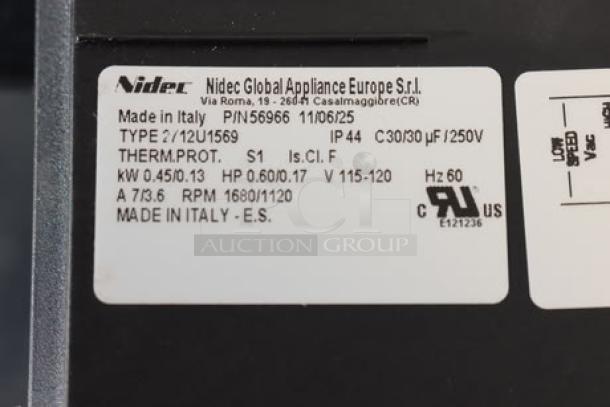 Nidec Nidec Global Appliance Europe S.r.l.
Via Roma, 19 - 26041 Casalmaggiore(CR)
Made in Italy P/N 56966 11/06/25
TYPE 2/12U1569 IP44 C30/30 µF/250V
THERM.PROT. S1 Is.Cl. F
kW 0.45/0.13 HP 0.60/0.17 V 115-120 Hz 60
A 7/3.6 RPM 1680/1120
MADE IN ITALY - E.S.
C RU US
E121236
AUCTION GROUP
LOW
SPEED
Vac